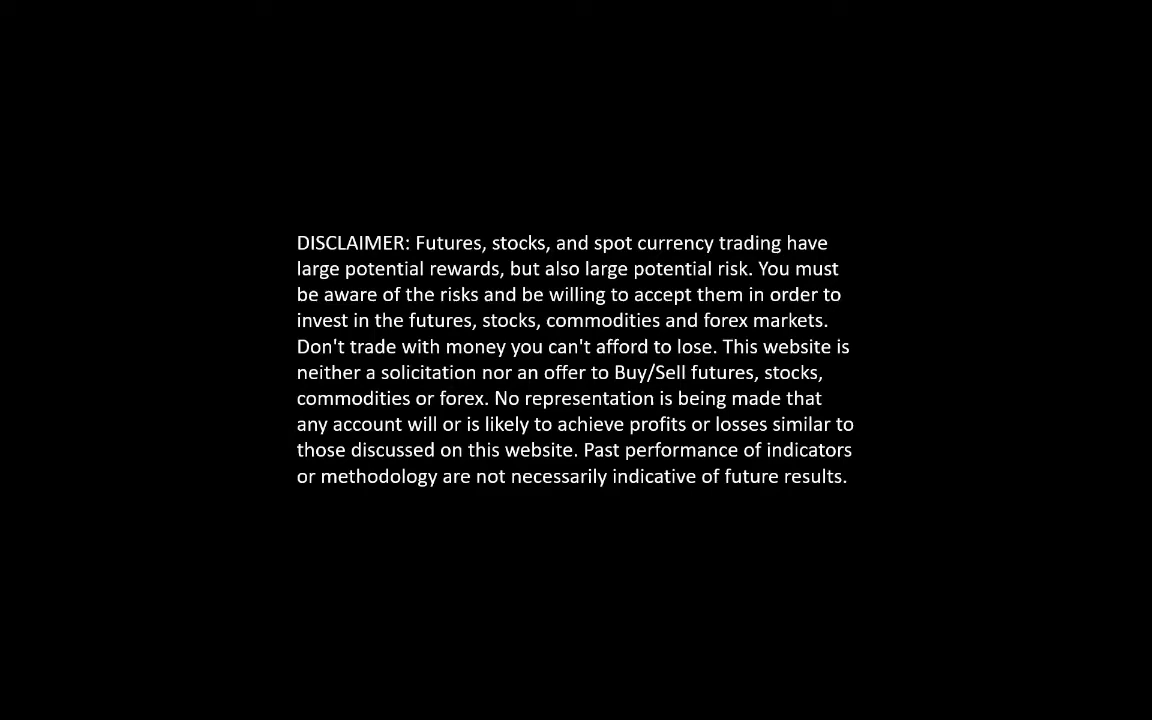 DISCLAIMER: Futures, stocks, and spot currency trading have
large potential rewards, but also large potential risk. You must
be aware of the risks and be willing to accept them in order to
invest in the futures, stocks, commodities and forex markets.
Don't trade with money you can't afford to lose. This website is
neither a solicitation nor an offer to Buy/Sell futures, stocks,
commodities or forex. No representation is being made that
any account will or is likely to achieve profits or losses similar to
those discussed on this website. Past performance of indicators
or methodology are not necessarily indicative of future results.